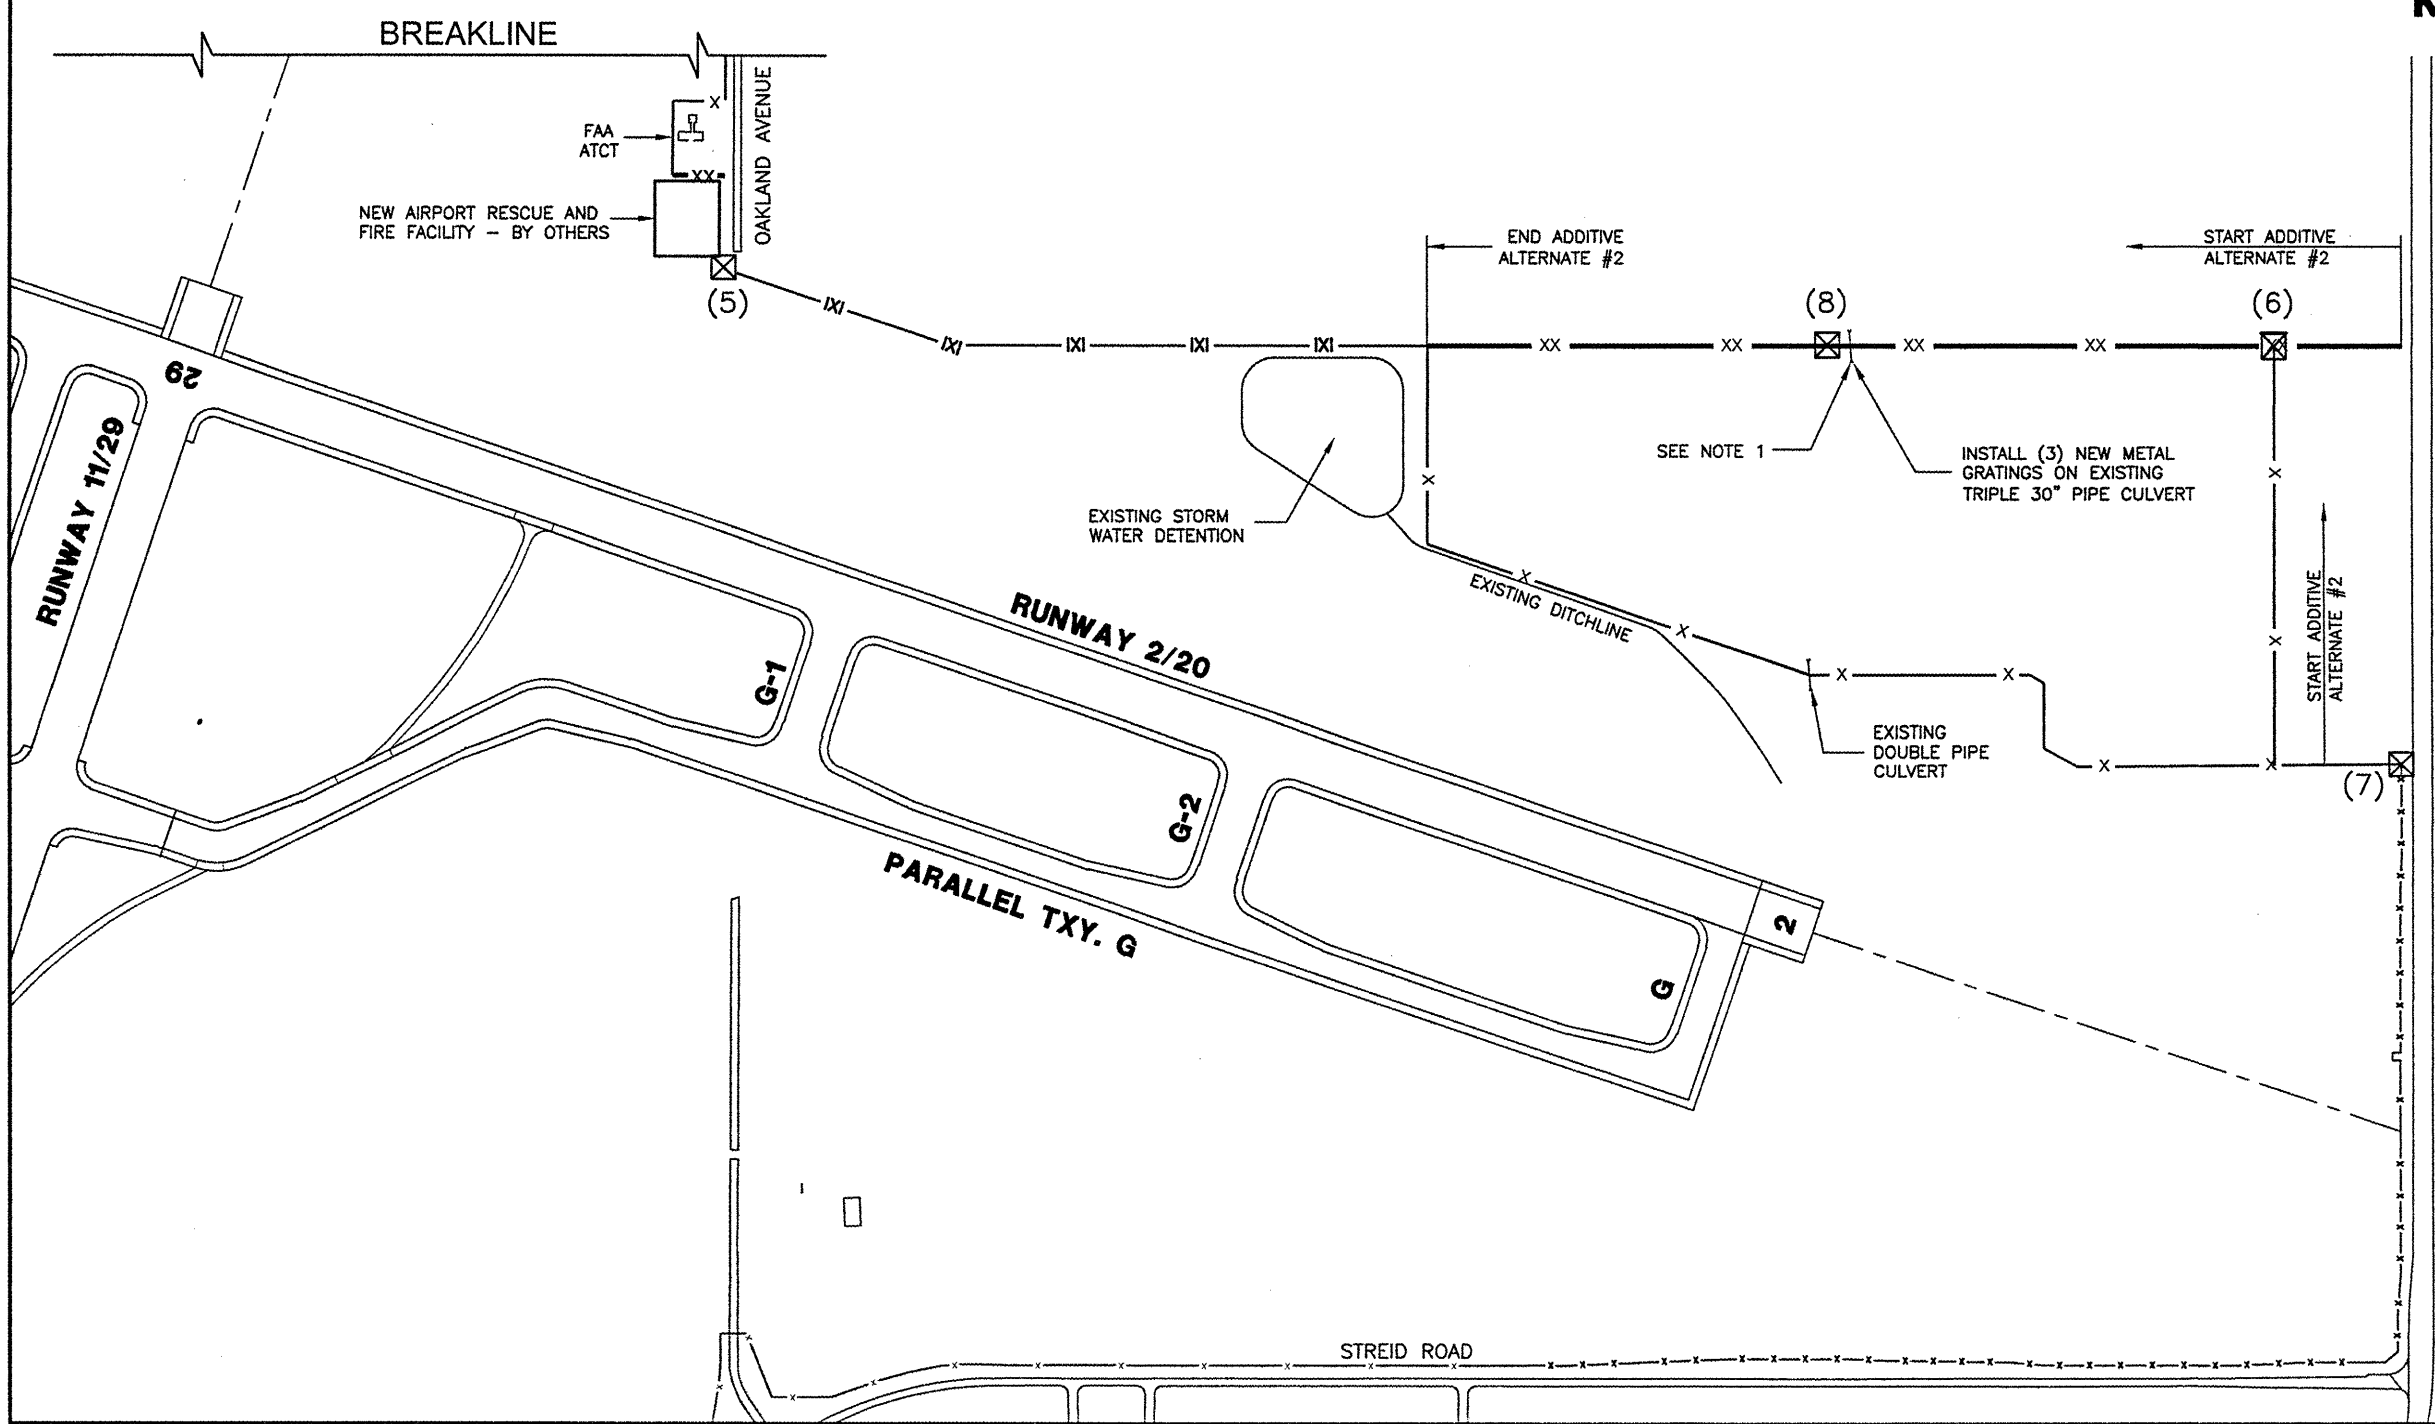 BREAKLINE
OAKLAND AVENUE
FAA
ATCT
NEW AIRPORT RESCUE AND
FIRE FACILITY – BY OTHERS
(5)
END ADDITIVE
ALTERNATE #2
START ADDITIVE
ALTERNATE #2
(8)
(6)
29
RUNWAY 11/29
SEE NOTE 1
INSTALL (3) NEW METAL
GRATINGS ON EXISTING
TRIPLE 30" PIPE CULVERT
EXISTING STORM
WATER DETENTION
EXISTING DITCHLINE
START ADDITIVE
ALTERNATE #2
RUNWAY 2/20
G-1
EXISTING
DOUBLE PIPE
CULVERT
(7)
G-2
PARALLEL TXY. G
2
G
STREID ROAD